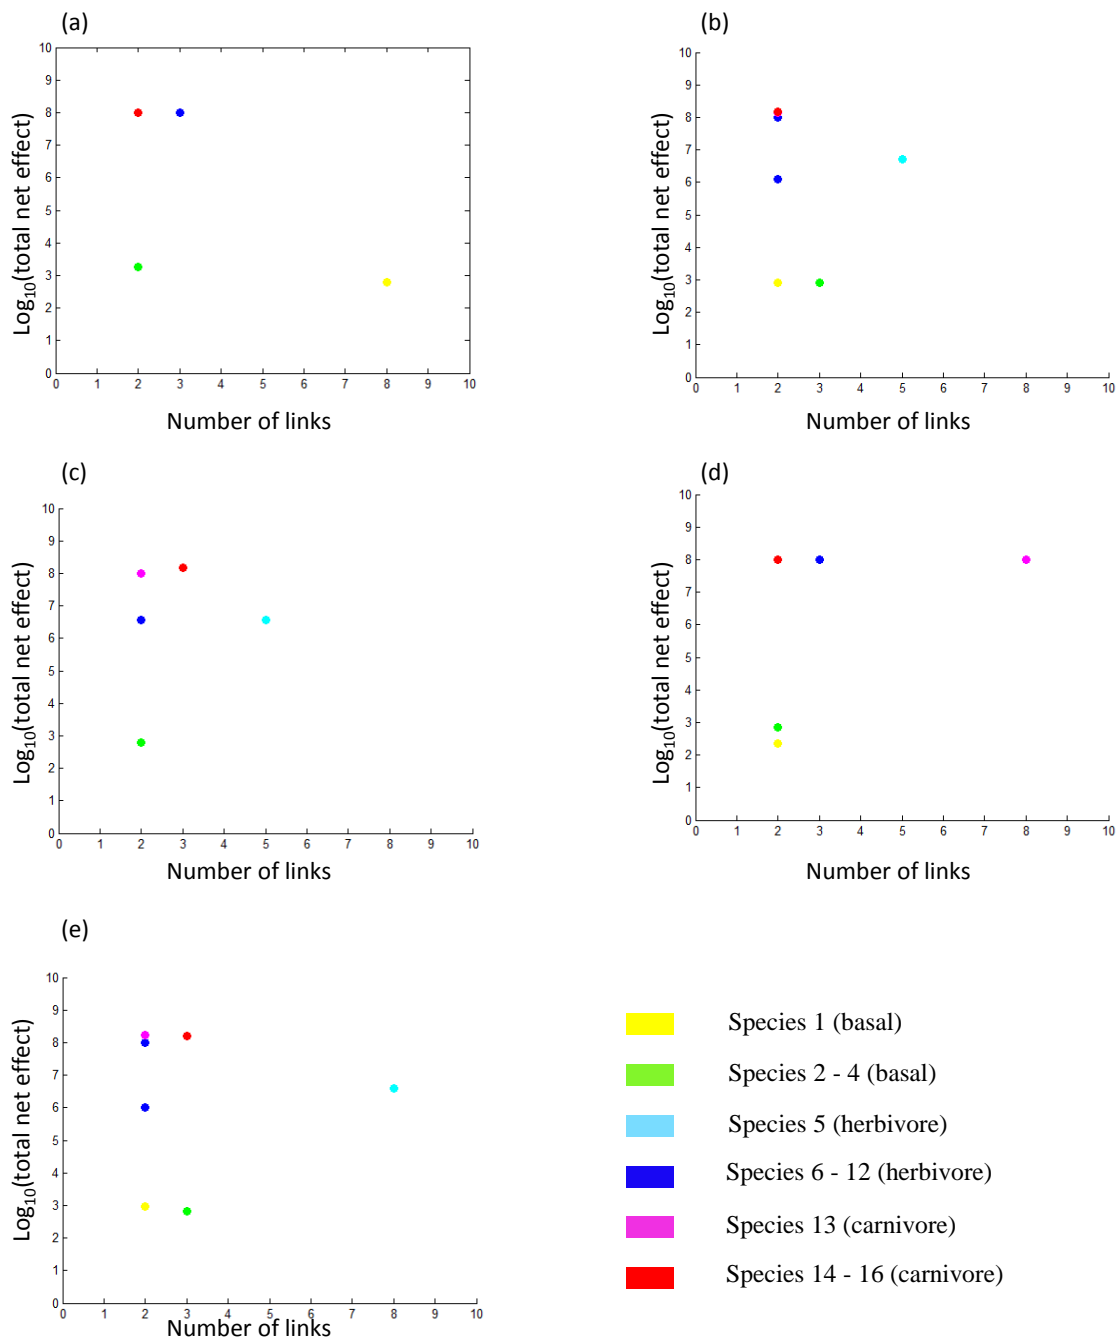 (a)
10
9
8
7
6
5
4
3
2
1
0
0 1 2 3 4 5 6 7 8 9 10
Log10(total net effect)
Number of links
(b)
10
9
8
7
6
5
4
3
2
1
0
0 1 2 3 4 5 6 7 8 9 10
Log10(total net effect)
Number of links
(c)
10
9
8
7
6
5
4
3
2
1
0
0 1 2 3 4 5 6 7 8 9 10
Log10(total net effect)
Number of links
(d)
10
9
8
7
6
5
4
3
2
1
0
0 1 2 3 4 5 6 7 8 9 10
Log10(total net effect)
Number of links
(e)
10
9
8
7
6
5
4
3
2
1
0
0 1 2 3 4 5 6 7 8 9 10
Log10(total net effect)
Number of links
Species 1 (basal)
Species 2 - 4 (basal)
Species 5 (herbivore)
Species 6 - 12 (herbivore)
Species 13 (carnivore)
Species 14 - 16 (carnivore)